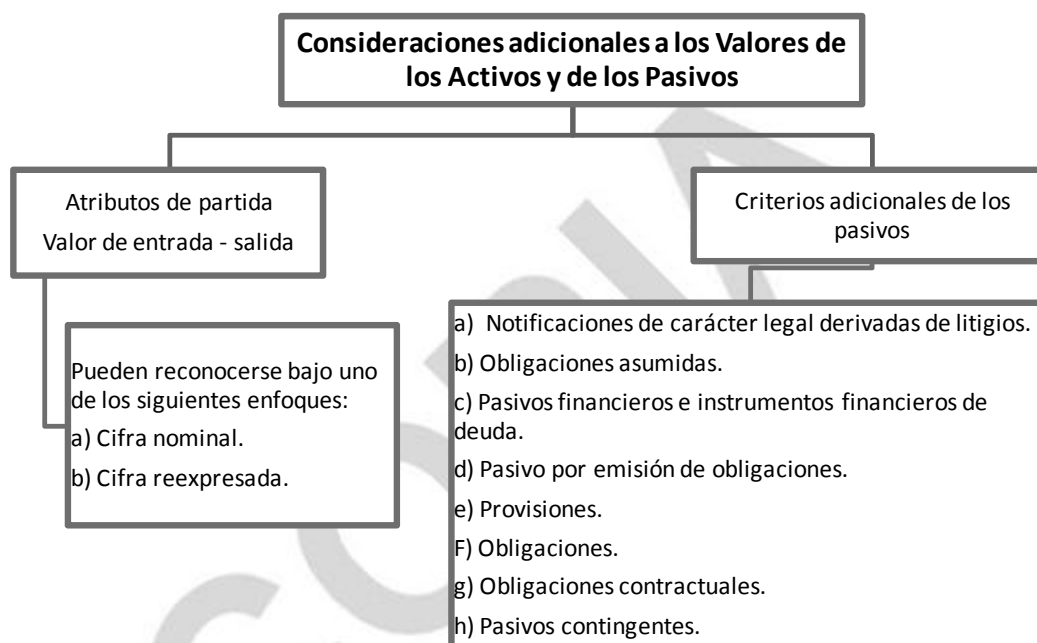 Consideraciones adicionales a los Valores de
los Activos y de los Pasivos
Atributos de partida
Valor de entrada - salida
Criterios adicionales de los
pasivos
Pueden reconocerse bajo uno
de los siguientes enfoques:
a) Cifra nominal.
b) Cifra reexpresada.
a) Notificaciones de carácter legal derivadas de litigios.
b) Obligaciones asumidas.
c) Pasivos financieros e instrumentos financieros de
deuda.
d) Pasivo por emisión de obligaciones.
e) Provisiones.
F) Obligaciones.
g) Obligaciones contractuales.
h) Pasivos contingentes.
COPIA